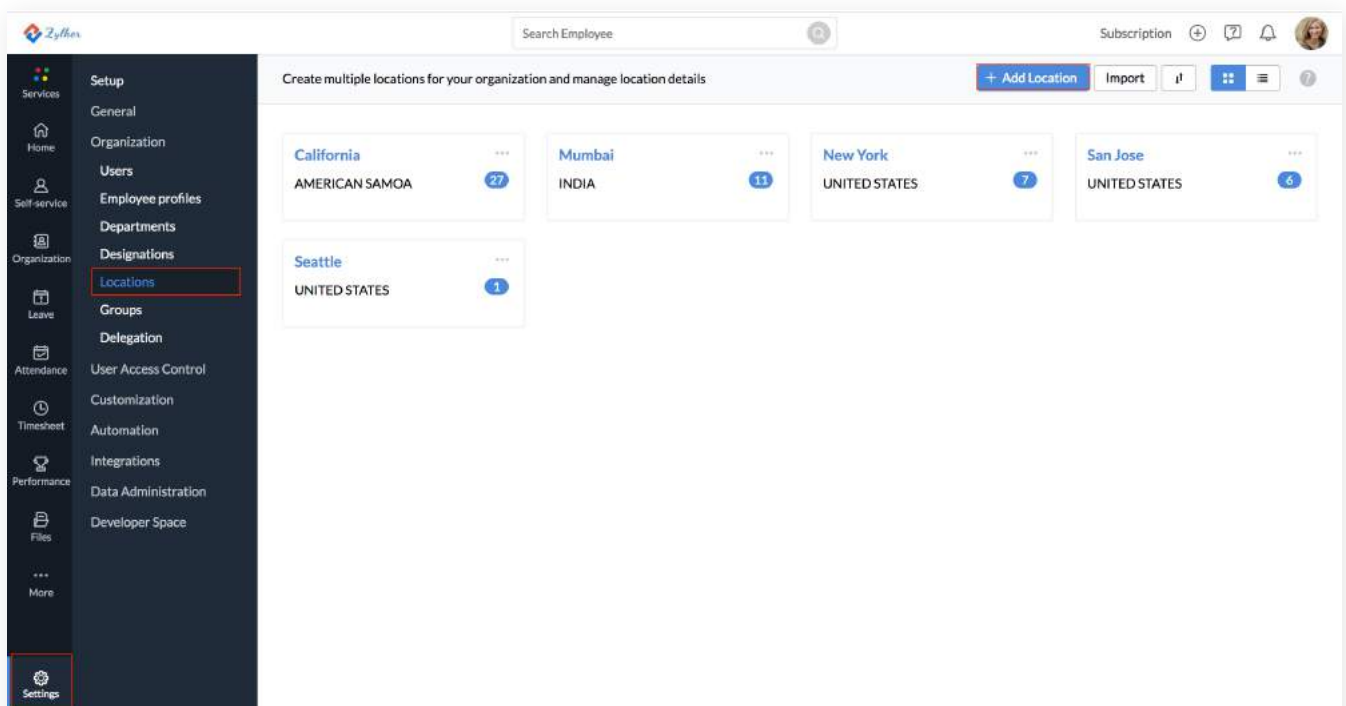 Zylker
Search Employee
Subscription
Services
Home
Self-service
Organization
Leave
Attendance
Timesheet
Performance
Files
More
Settings
Setup
General
Organization
Users
Employee profiles
Departments
Designations
Locations
Groups
Delegation
User Access Control
Customization
Automation
Integrations
Data Administration
Developer Space
Create multiple locations for your organization and manage location details
+ Add Location
Import
California
AMERICAN SAMOA 27
Mumbai
INDIA 11
New York
UNITED STATES 7
San Jose
UNITED STATES 6
Seattle
UNITED STATES 1